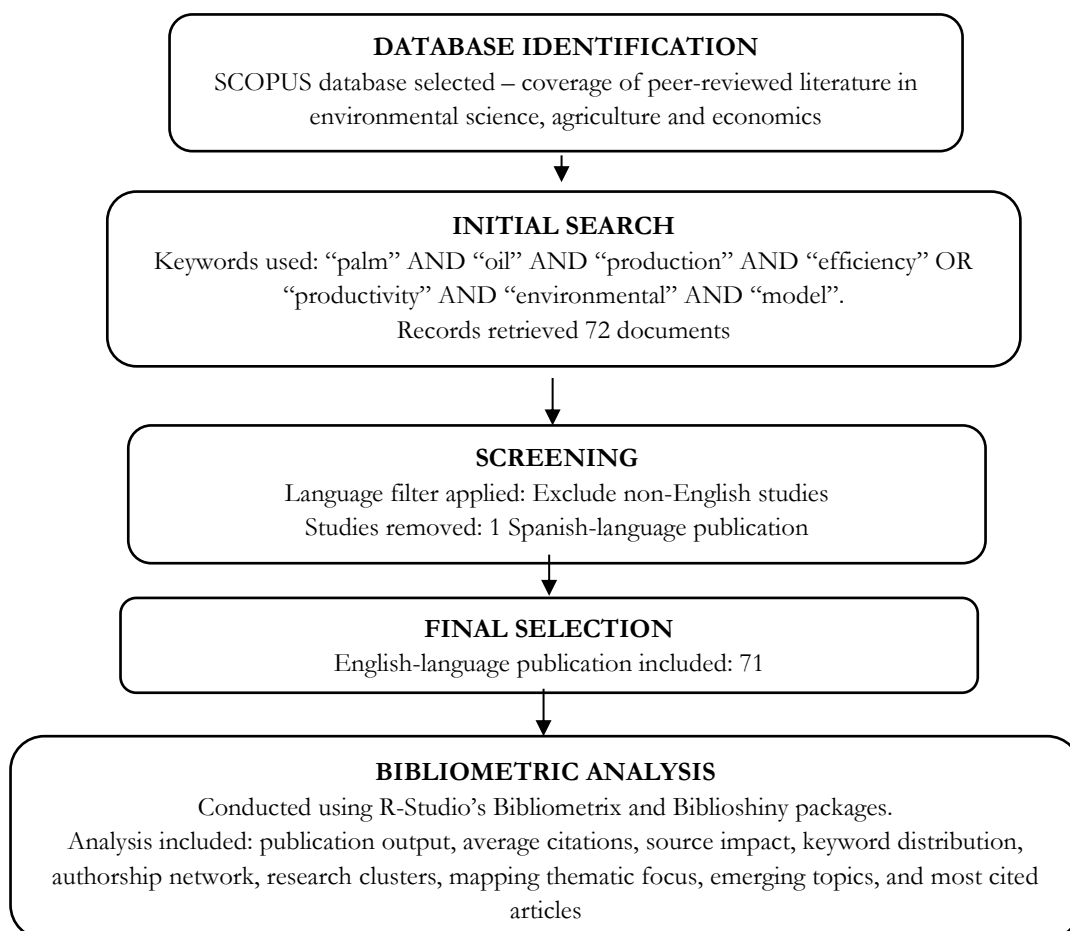 DATABASE IDENTIFICATION
SCOPUS database selected – coverage of peer-reviewed literature in
environmental science, agriculture and economics
INITIAL SEARCH
Keywords used: “palm” AND “oil” AND “production” AND “efficiency” OR
“productivity” AND “environmental” AND “model”.
Records retrieved 72 documents
SCREENING
Language filter applied: Exclude non-English studies
Studies removed: 1 Spanish-language publication
FINAL SELECTION
English-language publication included: 71
BIBLIOMETRIC ANALYSIS
Conducted using R-Studio’s Bibliometrix and Biblioshiny packages.
Analysis included: publication output, average citations, source impact, keyword distribution,
authorship network, research clusters, mapping thematic focus, emerging topics, and most cited
articles